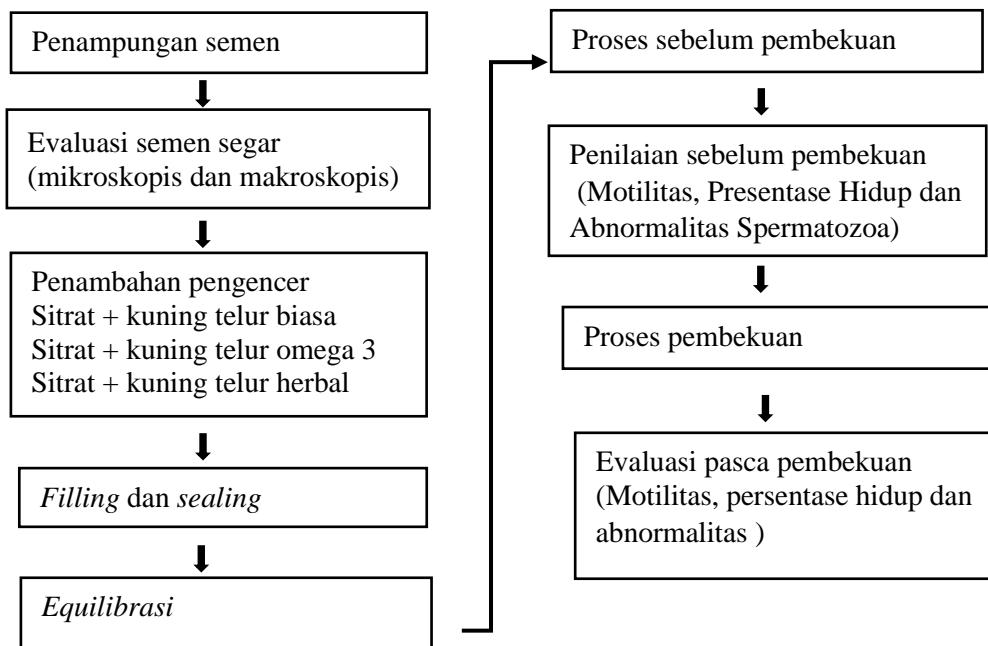 Penampungan semen
Evaluasi semen segar
(mikroskopis dan makroskopis)
Penambahan pengencer
Sitrat + kuning telur biasa
Sitrat + kuning telur omega 3
Sitrat + kuning telur herbal
Filling dan sealing
Equilibrasi
Proses sebelum pembekuan
Penilaian sebelum pembekuan
(Motilitas, Presentase Hidup dan
Abnormalitas Spermatozoa)
Proses pembekuan
Evaluasi pasca pembekuan
(Motilitas, persentase hidup dan
abnormalitas )